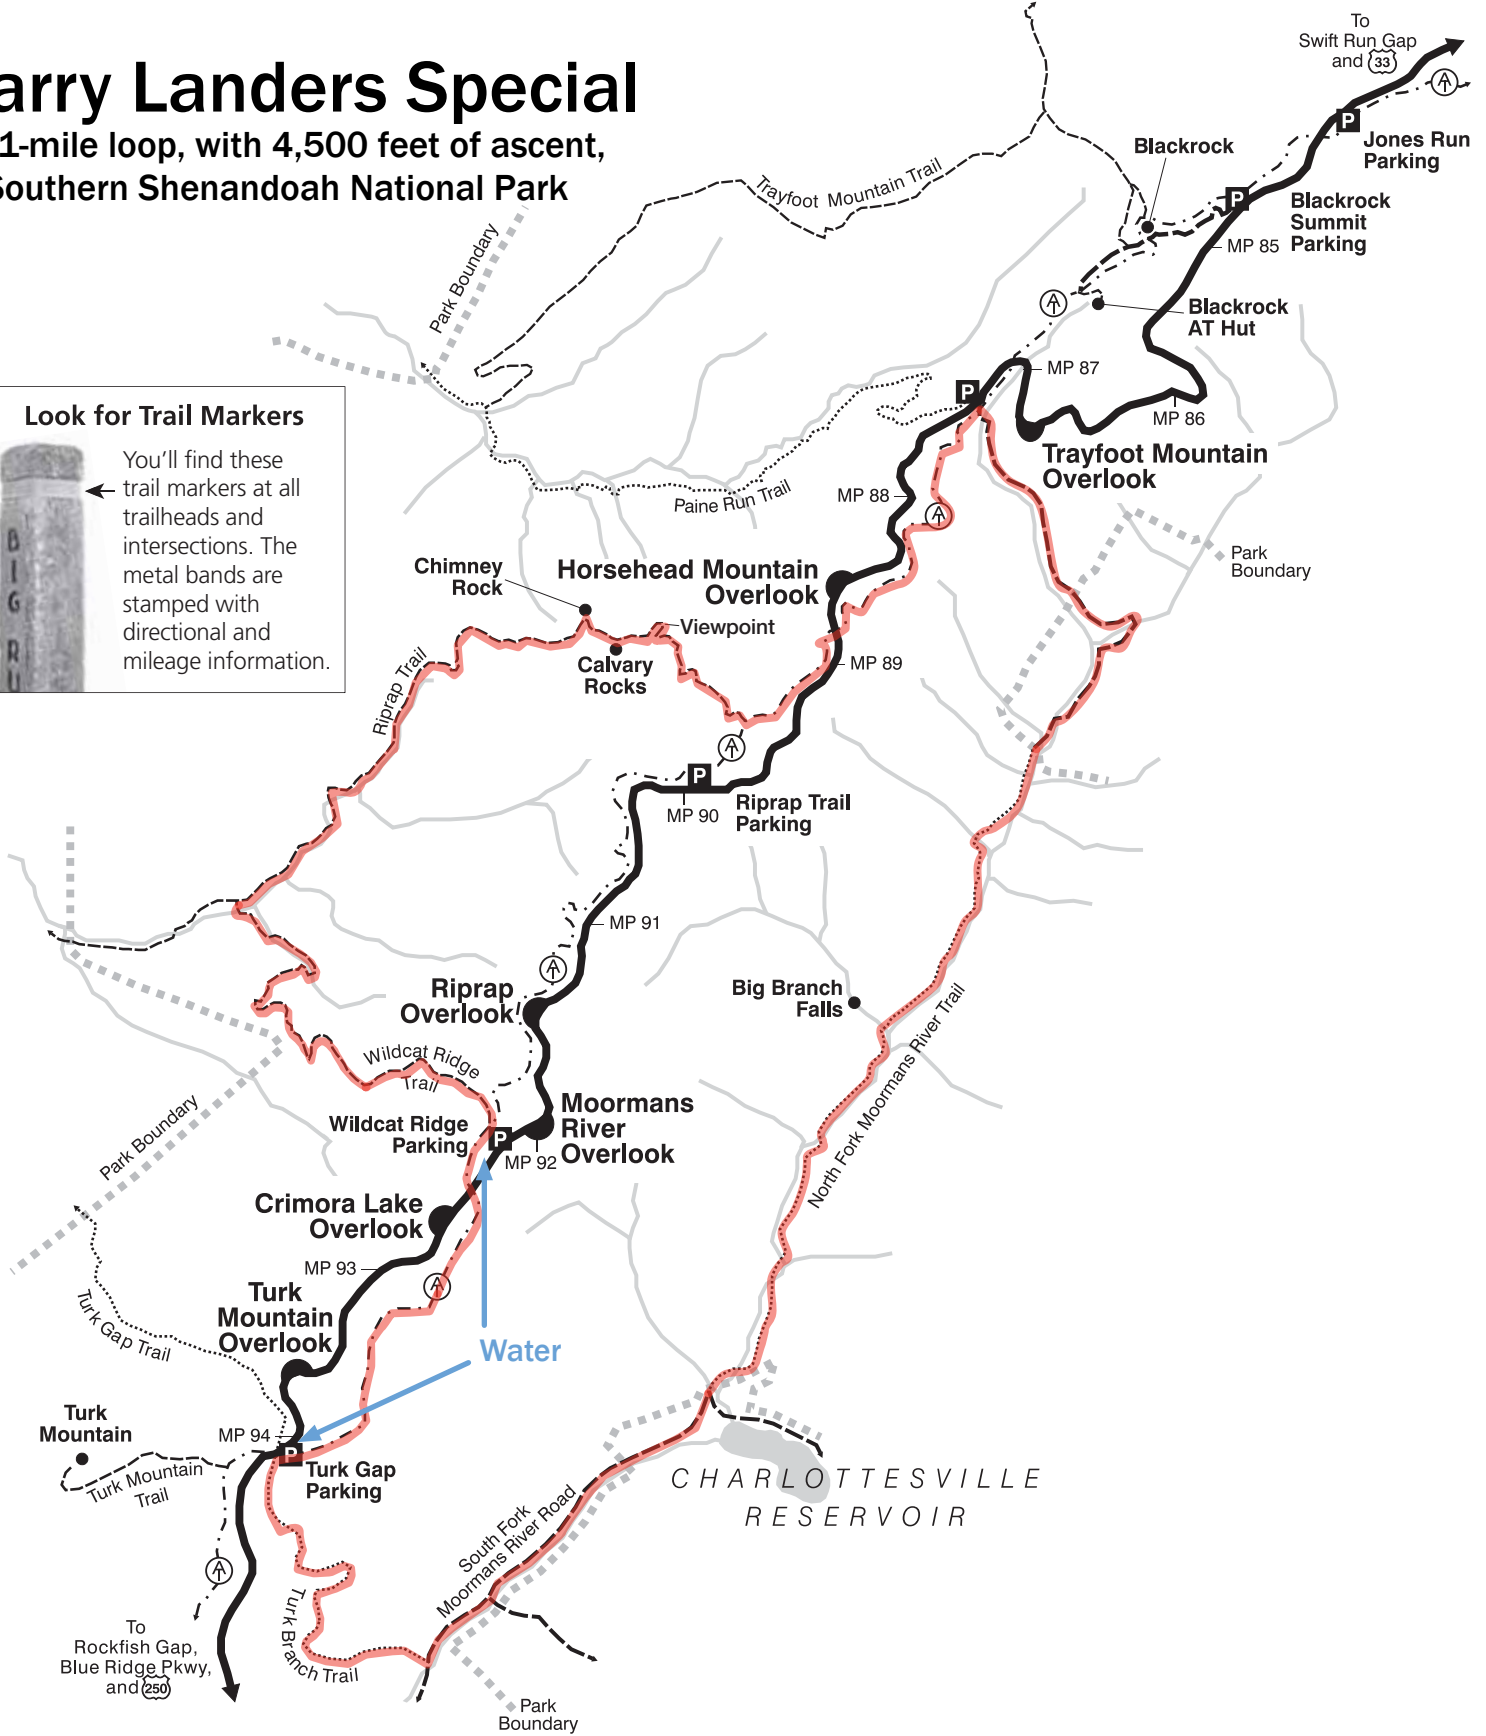 arry Landers Special
1-mile loop, with 4,500 feet of ascent,
Southern Shenandoah National Park
To
Swift Run Gap
and 33
Jones Run
Parking
Blackrock
Blackrock
Summit
Parking
MP 85
Trayfoot Mountain Trail
Park Boundary
Blackrock
AT Hut
MP 87
MP 86
Trayfoot Mountain
Overlook
Look for Trail Markers
You'll find these
trail markers at all
trailheads and
intersections. The
metal bands are
stamped with
directional and
mileage information.
B
I
G
R
U
P
P
P
Paine Run Trail
MP 88
Park
Boundary
Chimney
Rock
Horsehead Mountain
Overlook
Viewpoint
Calvary
Rocks
MP 89
Riprap Trail
P
MP 90
Riprap Trail
Parking
MP 91
Riprap
Overlook
Big Branch
Falls
North Fork Moormans River Trail
Wildcat Ridge
Trail
Wildcat Ridge
Parking
P
MP 92
Moormans
River
Overlook
Park Boundary
Crimora Lake
Overlook
MP 93
Turk
Mountain
Overlook
Turk Gap Trail
Water
Turk
Mountain
MP 94
P
Turk Gap
Parking
Turk Mountain
Trail
CHARLOTTESVILLE
RESERVOIR
South Fork
Moormans River Road
Turk Branch Trail
To
Rockfish Gap,
Blue Ridge Pkwy,
and 250
Park
Boundary